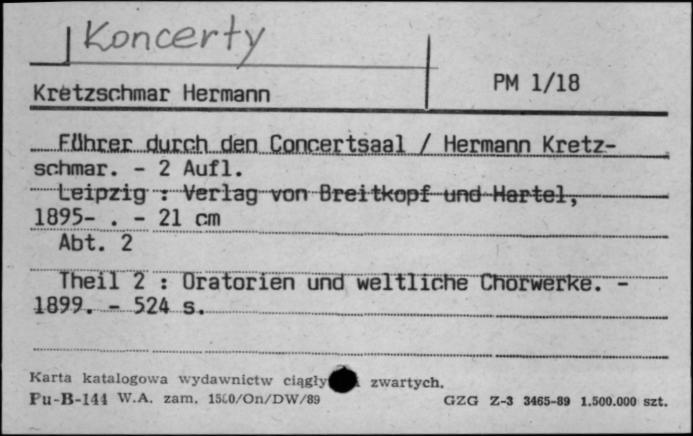 Koncerty
PM 1/18
Kretzschmar Hermann
Führer durch den Concertsaal / Hermann Kretz-
schmar. - 2 Aufl.
Leipzig : Verlag von Breitkopf und Hartel,
1895- . - 21 cm
Abt. 2
Theil 2 : Oratorien und weltliche Chorwerke. -
1899. - 524 s.
Karta katalogowa wydawnictw ciągły zwartych.
Pu-B-144 W.A. zam. /On/DW/89 GZG Z-3 3465-89 1.500.000 szt.